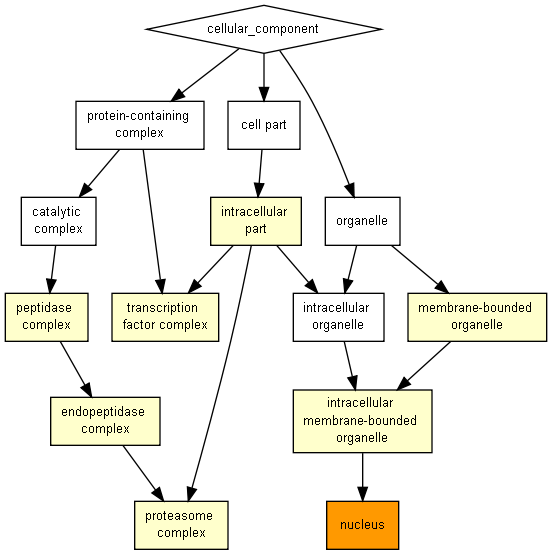 cellular_component
protein-containing
complex
cell part
catalytic
complex
intracellular
part
organelle
peptidase
complex
transcription
factor complex
intracellular
organelle
membrane-bounded
organelle
endopeptidase
complex
intracellular
membrane-bounded
organelle
proteasome
complex
nucleus